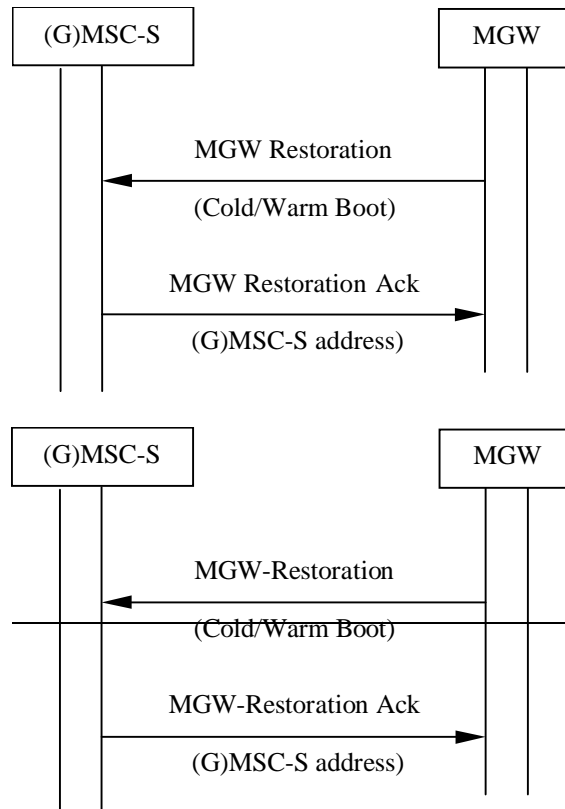 (G)MSC-S
MGW
MGW Restoration
(Cold/Warm Boot)
MGW Restoration Ack
(G)MSC-S address)
(G)MSC-S
MGW
MGW-Restoration
(Cold/Warm Boot)
MGW-Restoration Ack
(G)MSC-S address)